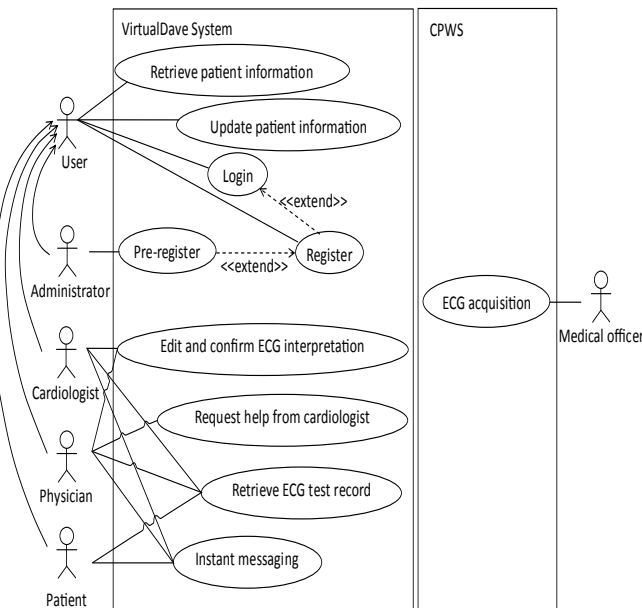 VirtualDave System
CPWS
Retrieve patient information
Update patient information
User
Login
<<extend>>
Pre-register
Register
<<extend>>
Administrator
ECG acquisition
Medical officer
Edit and confirm ECG interpretation
Cardiologist
Request help from cardiologist
Physician
Retrieve ECG test record
Instant messaging
Patient